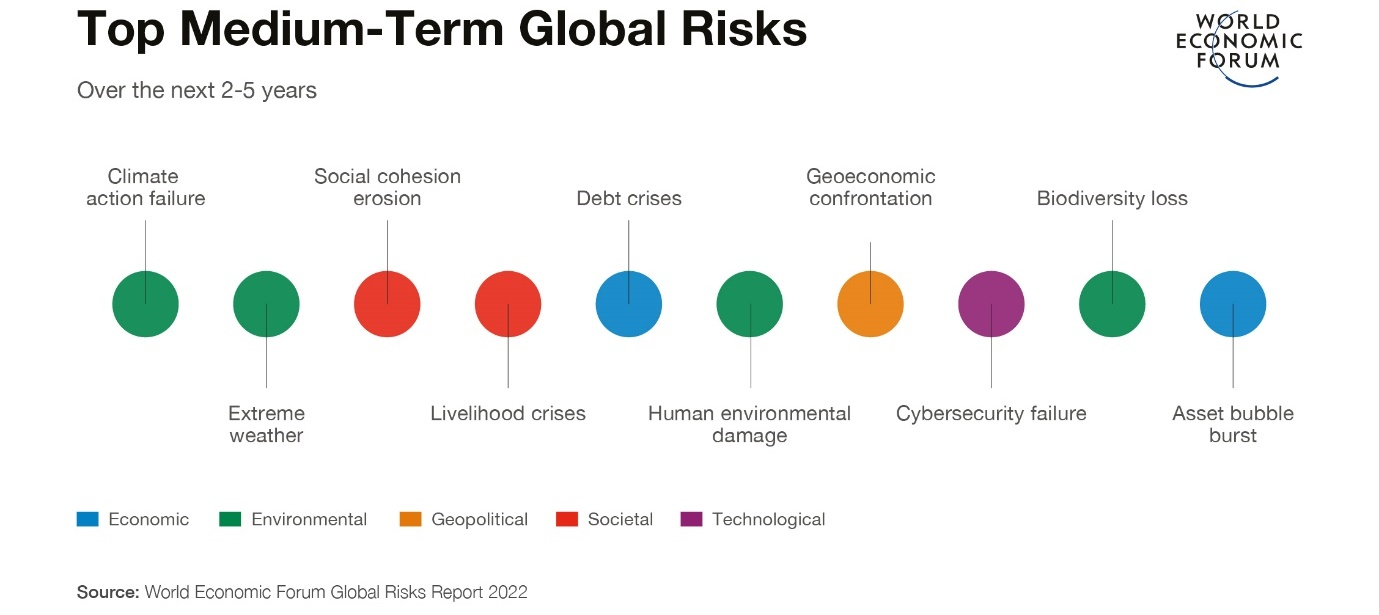 Top Medium-Term Global Risks
WORLD
ECONOMIC
FORUM
Over the next 2-5 years
Climate
action failure
Social cohesion
erosion
Debt crises
Geoeconomic
confrontation
Biodiversity loss
Extreme
weather
Livelihood crises
Human environmental
damage
Cybersecurity failure
Asset bubble
burst
Economic
Environmental
Geopolitical
Societal
Technological
Source: World Economic Forum Global Risks Report 2022